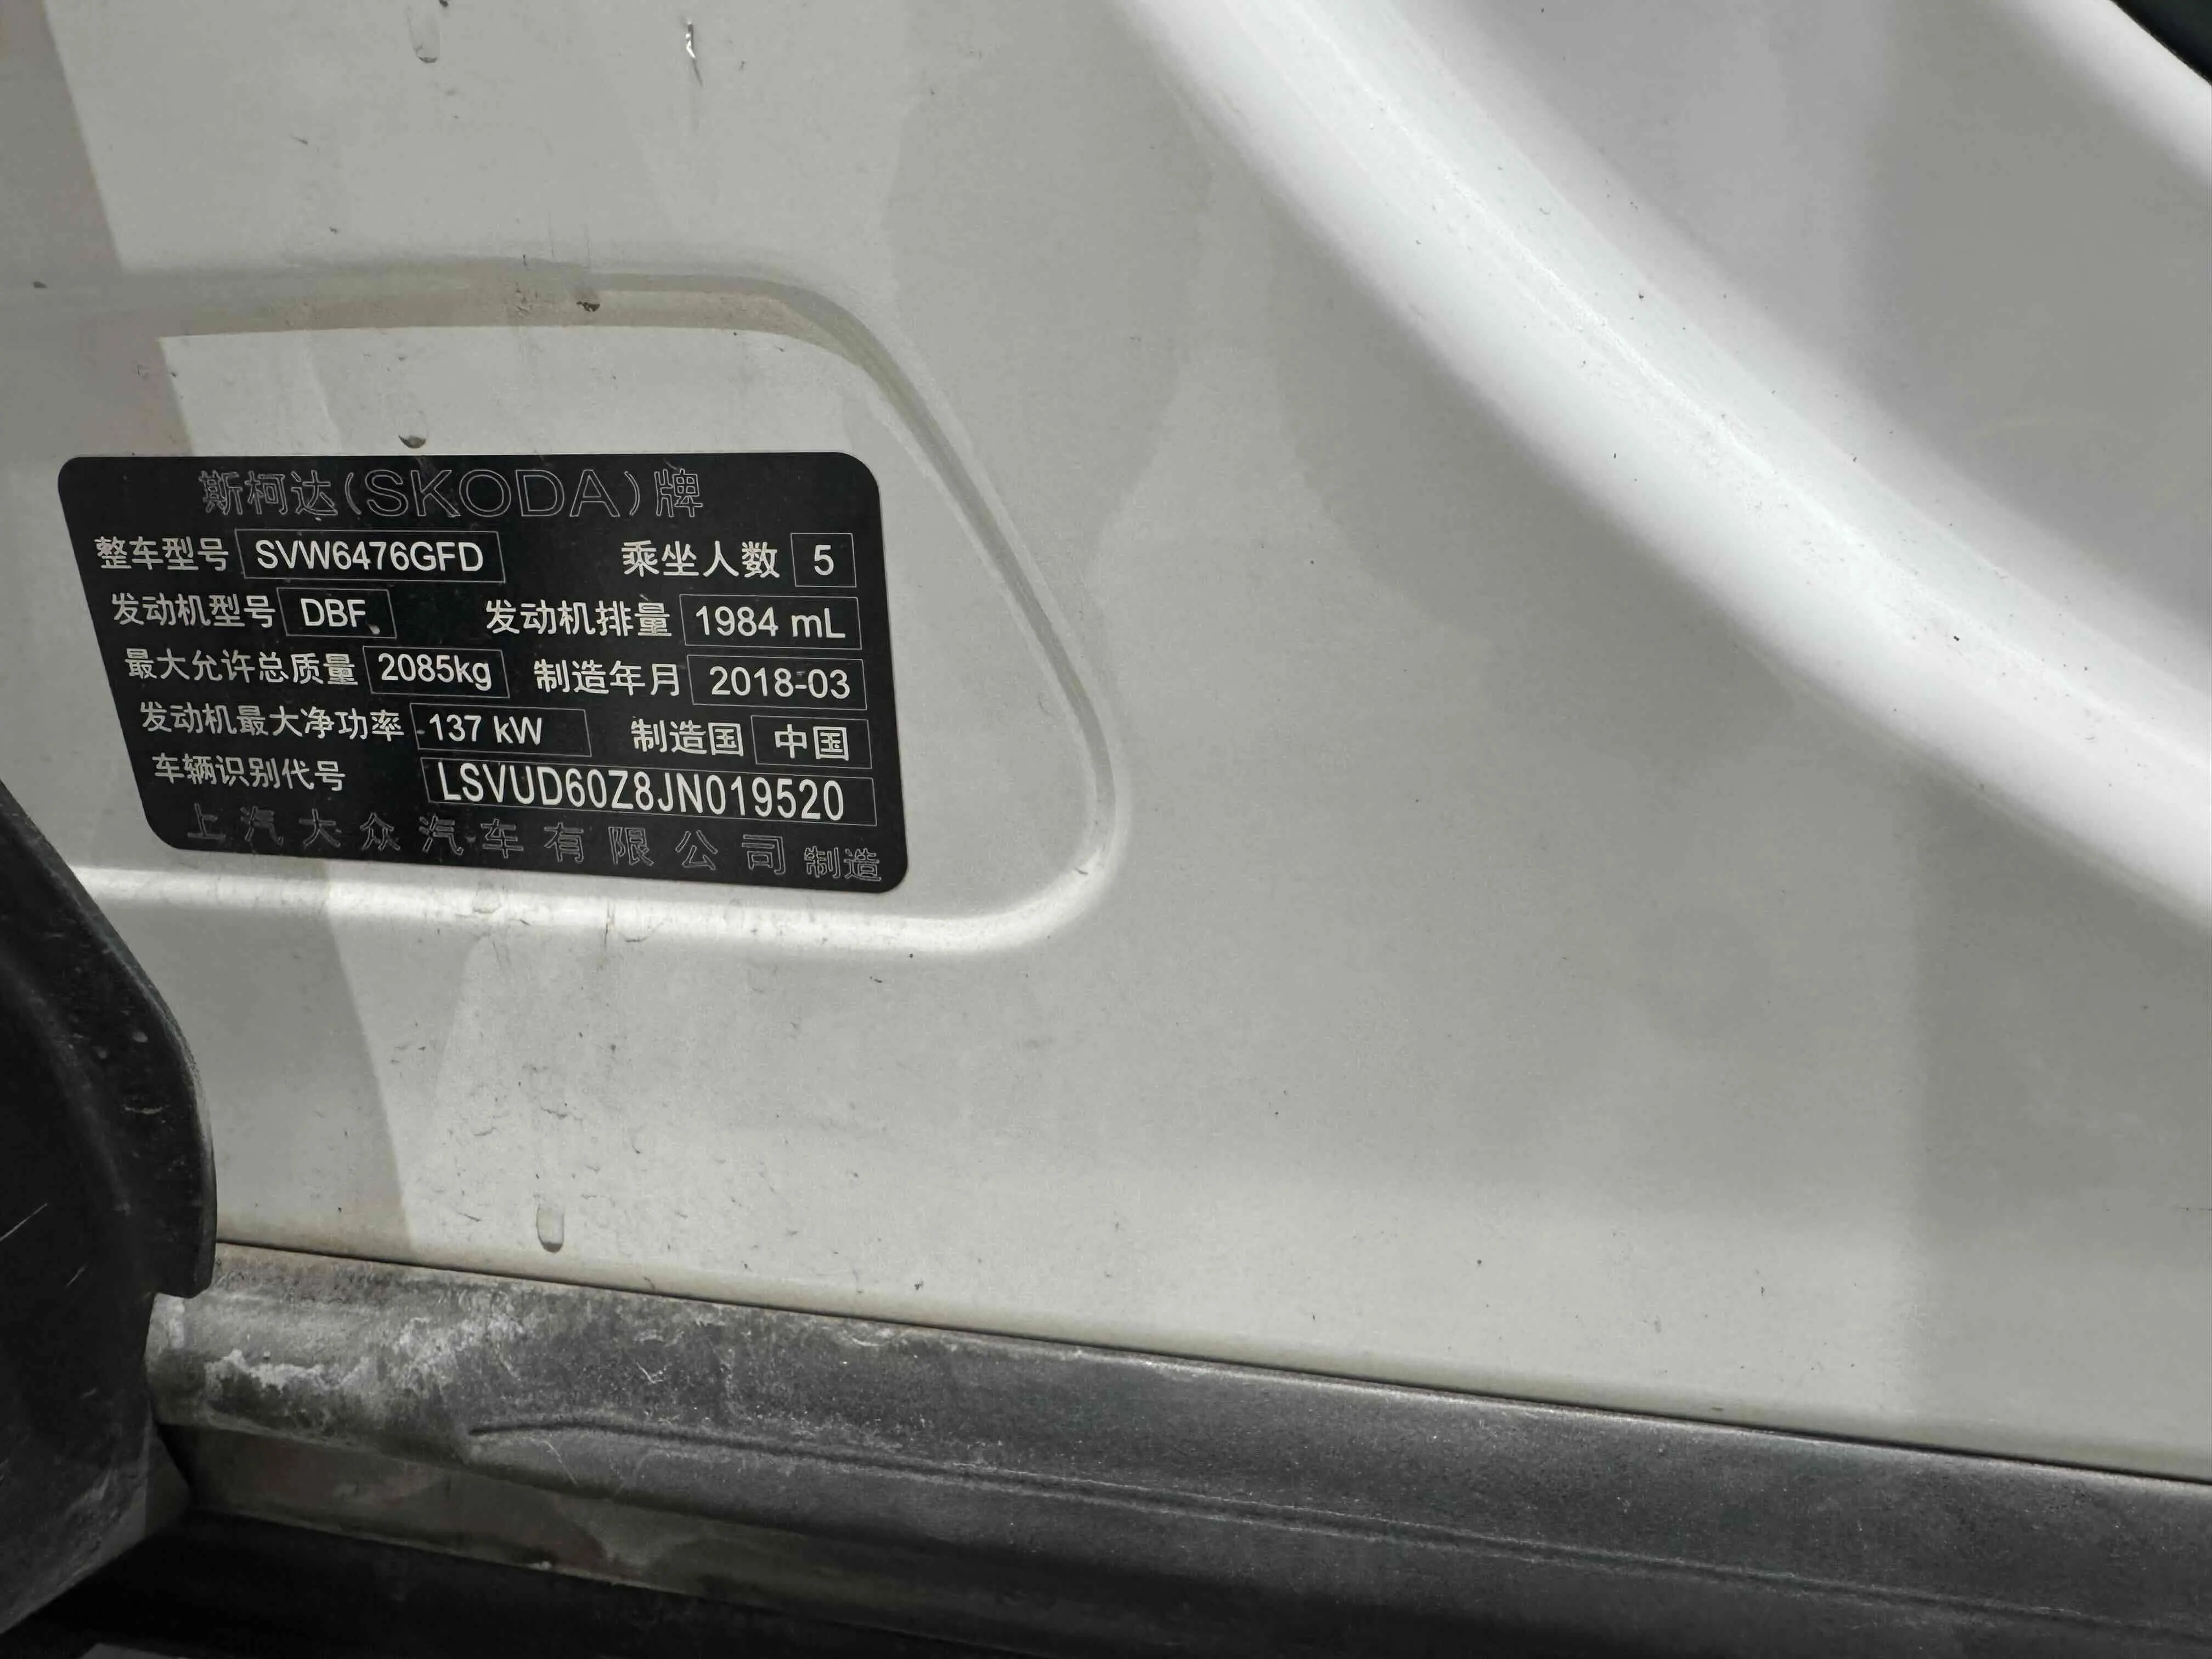 斯柯达(SKODA)牌
整车型号 SVW6476GFD 乘坐人数 5
发动机型号 DBF 发动机排量 1984 mL
最大允许总质量 2085kg 制造年月 2018-03
发动机最大净功率 137 kW 制造国 中国
车辆识别代号 LSVUD60Z8JN019520
上汽大众汽车有限公司 制造